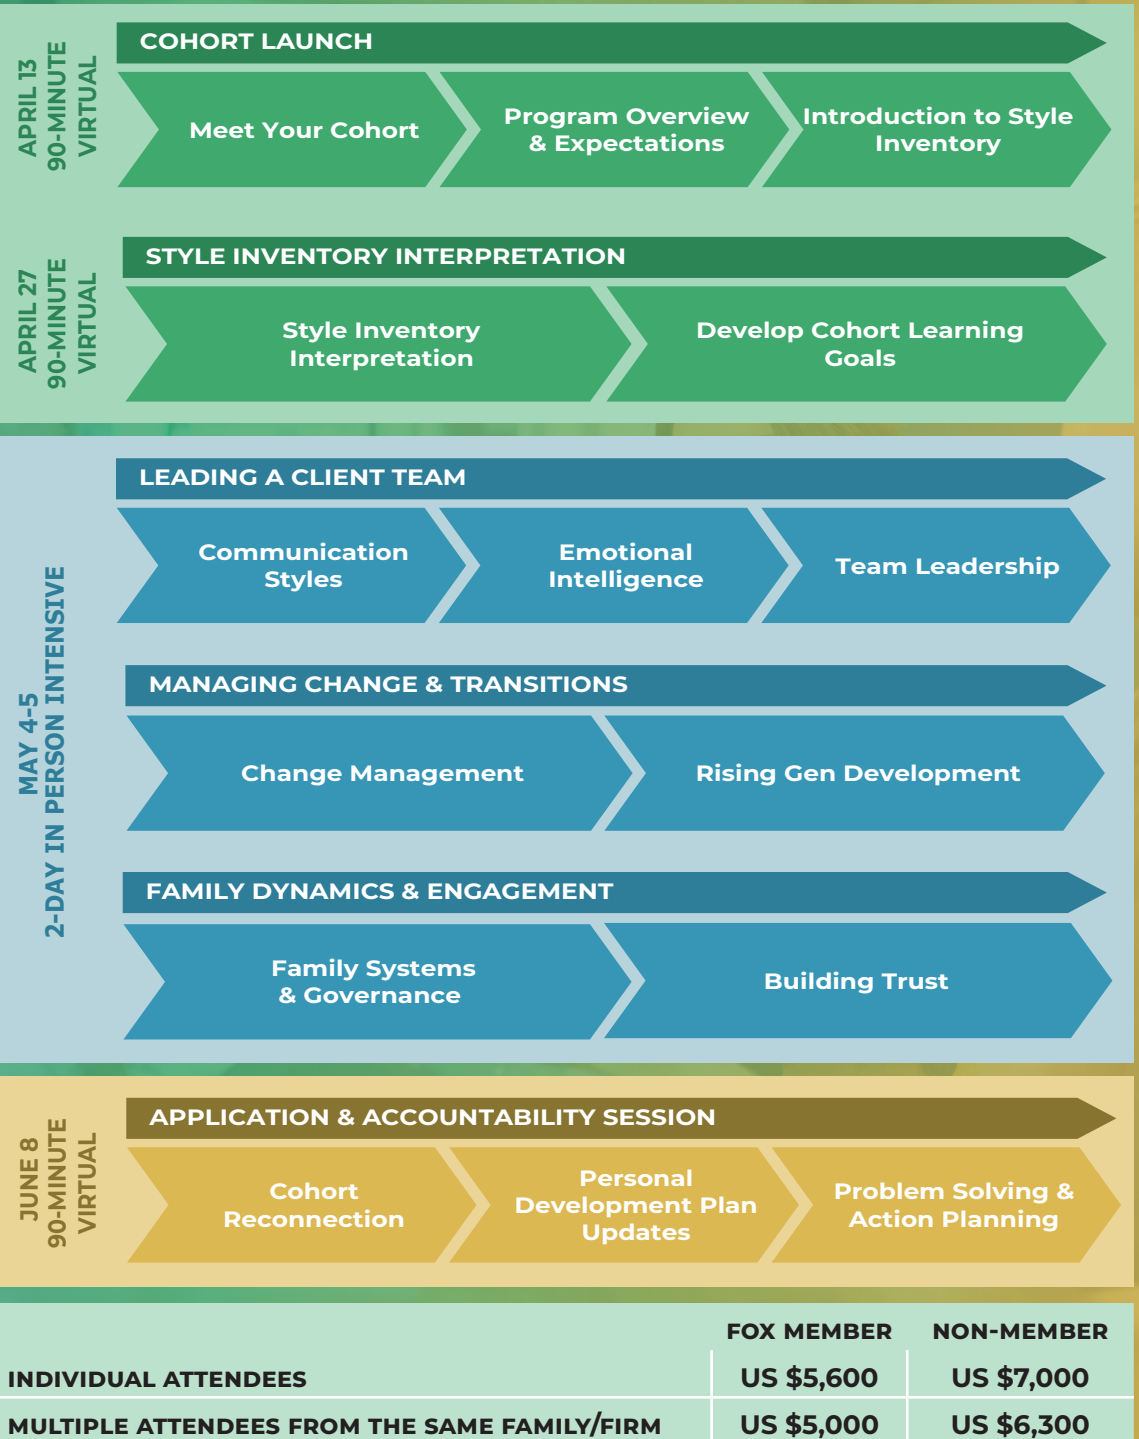 APRIL 13
90-MINUTE
VIRTUAL
COHORT LAUNCH
Meet Your Cohort
Program Overview
& Expectations
Introduction to Style
Inventory
APRIL 27
90-MINUTE
VIRTUAL
STYLE INVENTORY INTERPRETATION
Style Inventory
Interpretation
Develop Cohort Learning
Goals
MAY 4-5
2-DAY IN PERSON INTENSIVE
LEADING A CLIENT TEAM
Communication
Styles
Emotional
Intelligence
Team Leadership
MANAGING CHANGE & TRANSITIONS
Change Management
Rising Gen Development
FAMILY DYNAMICS & ENGAGEMENT
Family Systems
& Governance
Building Trust
JUNE 8
90-MINUTE
VIRTUAL
APPLICATION & ACCOUNTABILITY SESSION
Cohort
Reconnection
Personal
Development Plan
Updates
Problem Solving &
Action Planning
FOX MEMBER NON-MEMBER
INDIVIDUAL ATTENDEES US $5,600 US $7,000
MULTIPLE ATTENDEES FROM THE SAME FAMILY/FIRM US $5,000 US $6,300